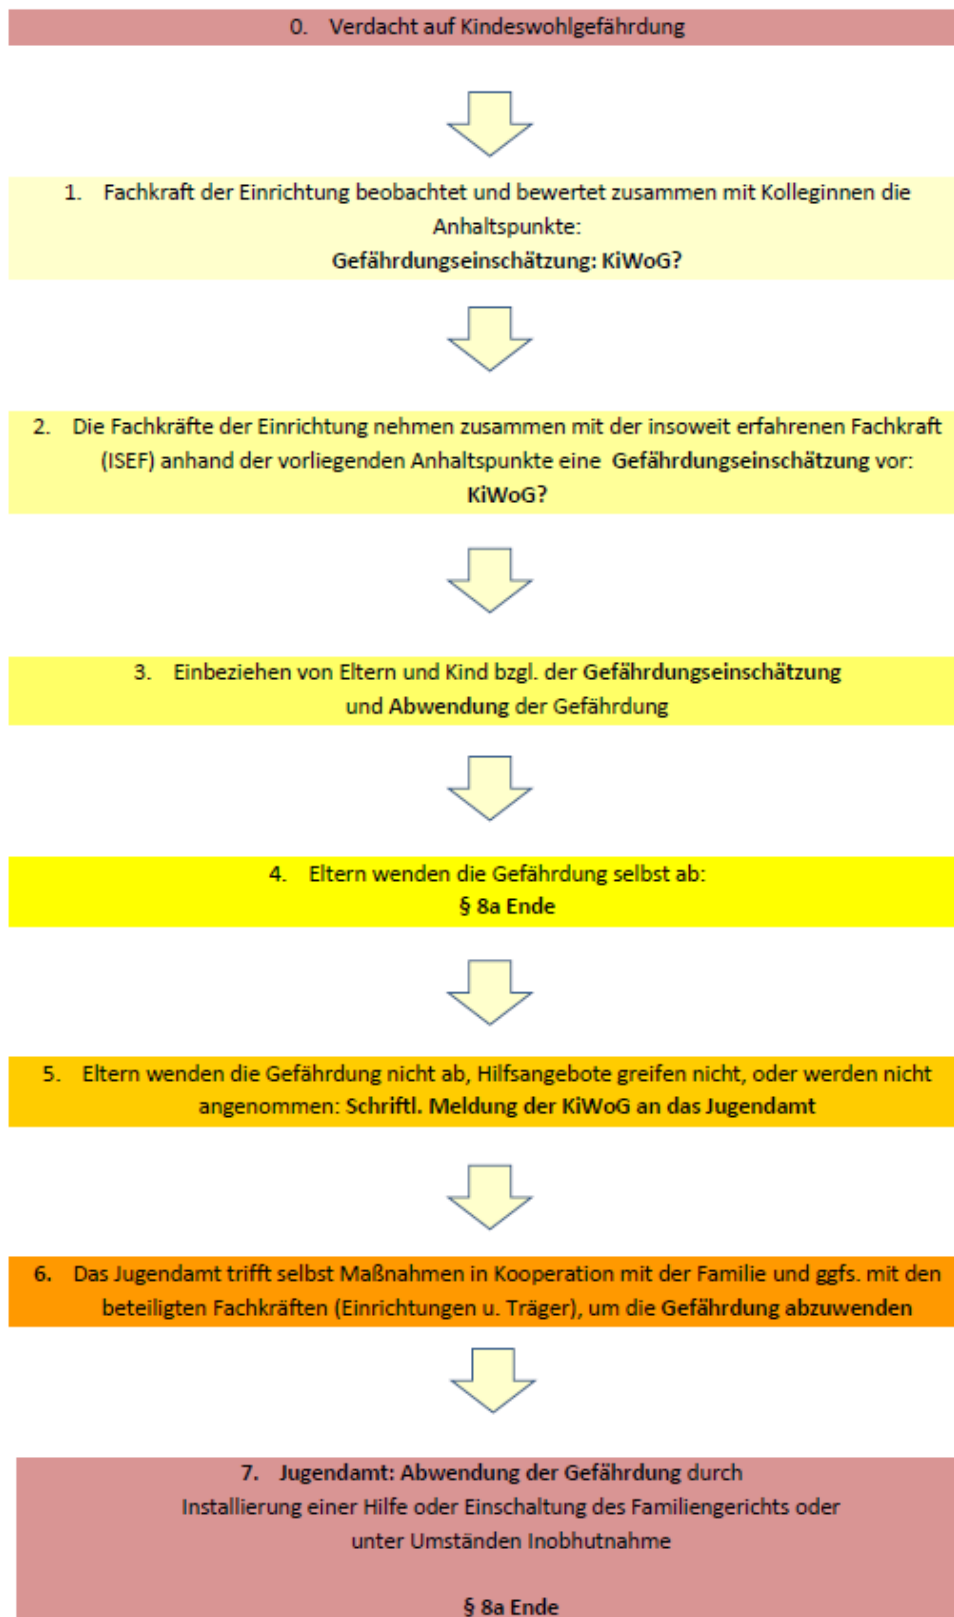 0. Verdacht auf Kindeswohlgefährdung
1. Fachkraft der Einrichtung beobachtet und bewertet zusammen mit Kolleginnen die
Anhaltspunkte:
Gefährdungseinschätzung: KiWoG?
2. Die Fachkräfte der Einrichtung nehmen zusammen mit der insoweit erfahrenen Fachkraft
(ISEF) anhand der vorliegenden Anhaltspunkte eine Gefährdungseinschätzung vor:
KiWoG?
3. Einbeziehen von Eltern und Kind bzgl. der Gefährdungseinschätzung
und Abwendung der Gefährdung
4. Eltern wenden die Gefährdung selbst ab:
§ 8a Ende
5. Eltern wenden die Gefährdung nicht ab, Hilfsangebote greifen nicht, oder werden nicht
angenommen: Schriftl. Meldung der KiWoG an das Jugendamt
6. Das Jugendamt trifft selbst Maßnahmen in Kooperation mit der Familie und ggfs. mit den
beteiligten Fachkräften (Einrichtungen u. Träger), um die Gefährdung abzuwenden
7. Jugendamt: Abwendung der Gefährdung durch
Installierung einer Hilfe oder Einschaltung des Familiengerichts oder
unter Umständen Inobhutnahme
§ 8a Ende